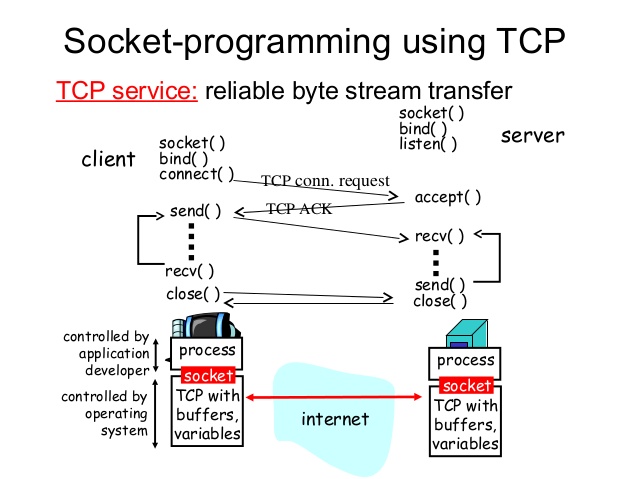 Socket-programming using TCP
TCP service: reliable byte stream transfer
client
socket( )
bind( )
connect( )
socket( )
bind( )
listen( )
server
TCP conn. request
accept( )
send( )
TCP ACK
recv( )
recv( )
send( )
close( )
close( )
controlled by
application
developer
process
process
socket
socket
controlled by
operating
system
TCP with
buffers,
variables
internet
TCP with
buffers,
variables